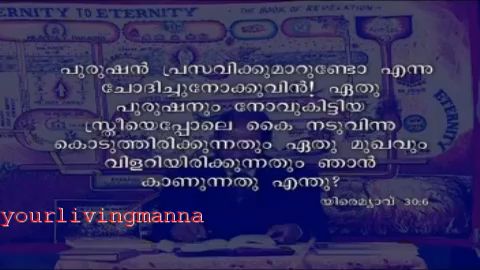 ERNITY TO ETERNITY
THE BOOK OF REVELATION
പുരുഷൻ പ്രസവിക്കുമാറുണ്ടോ എന്നു
ചോദിച്ചുനോക്കുവിൻ! ഏതു
പുരുഷനും നോവുകിട്ടിയ
സ്ത്രീയെപ്പോലെ കൈ നടുവിന്നു
കൊടുത്തിരിക്കുന്നതും ഏതു മുഖവും
വിളറിയിരിക്കുന്നതും ഞാൻ
കാണുന്നതു എന്തു?
യിരെമ്യാവ് 30:6
yourlivingmanna
ETERNITY